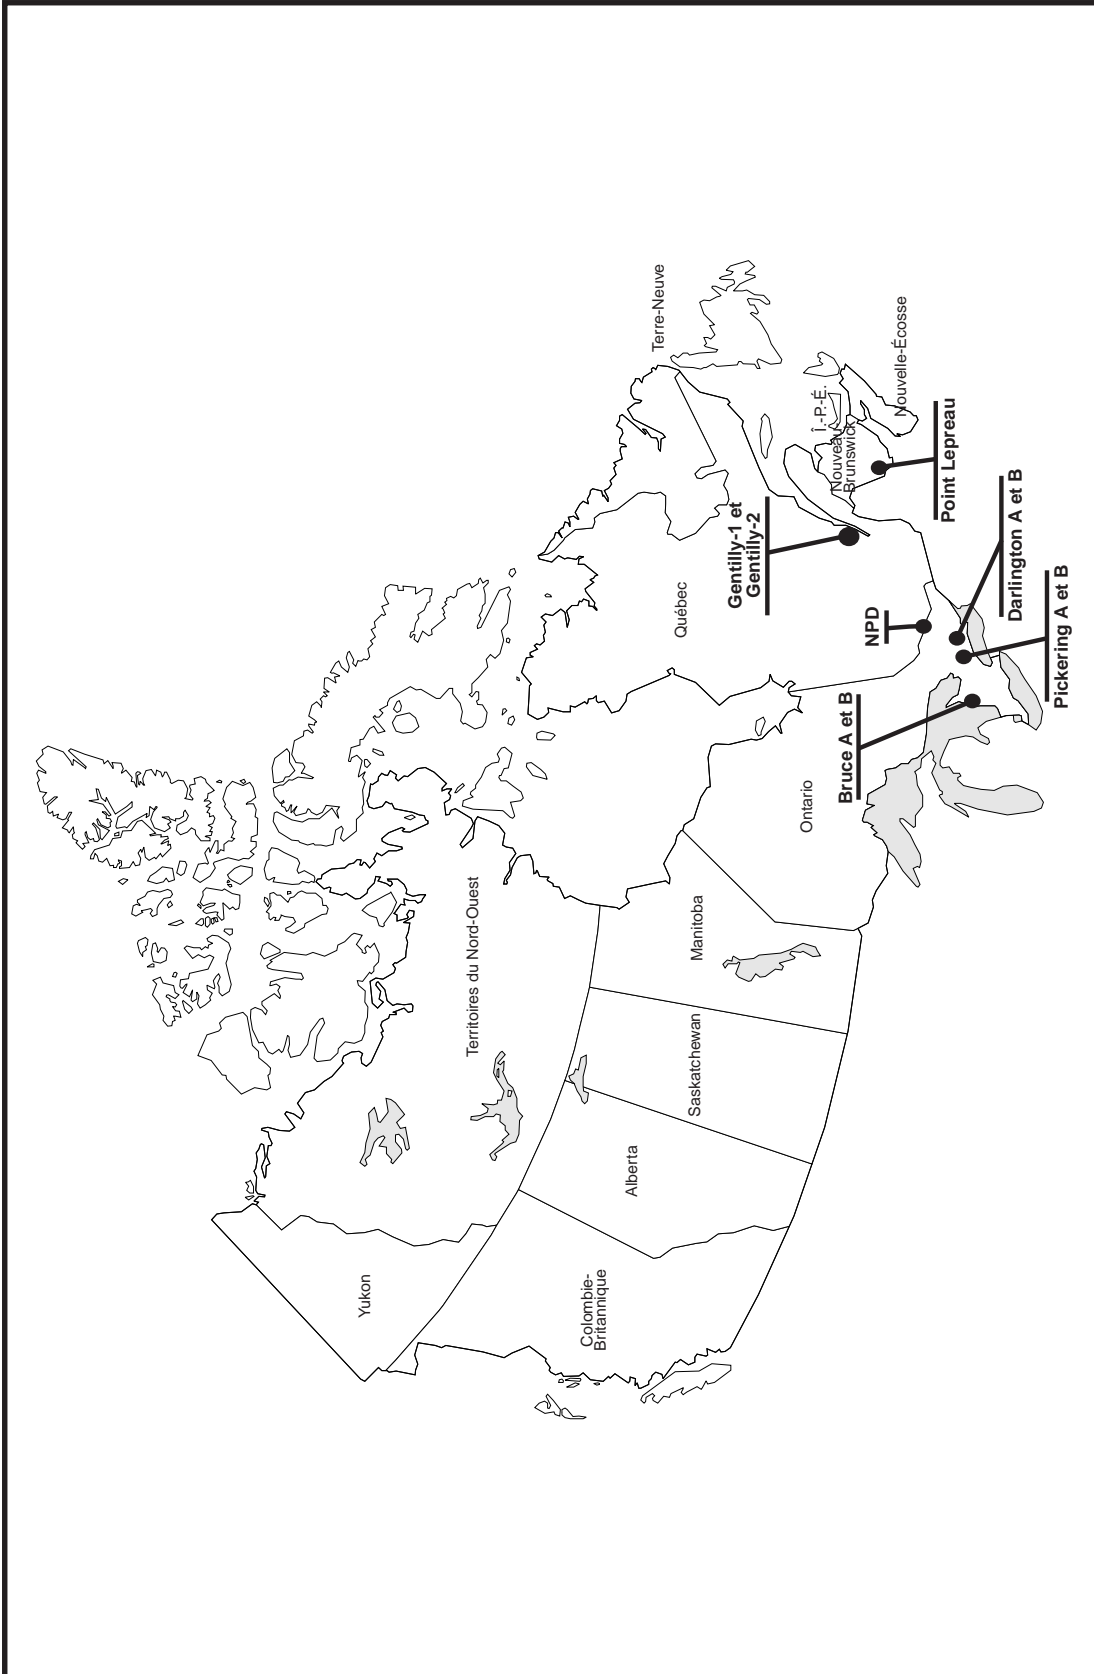 Yukon
Territoires du Nord-Ouest
Colombie-
Britannique
Alberta
Saskatchewan
Manitoba
Ontario
Québec
Terre-Neuve
Î.-P.-É.
Nouveau-
Brunswick
Nouvelle-Écosse
Gentilly-1 et
Gentilly-2
NPD
Bruce A et B
Point Lepreau
Darlington A et B
Pickering A et B